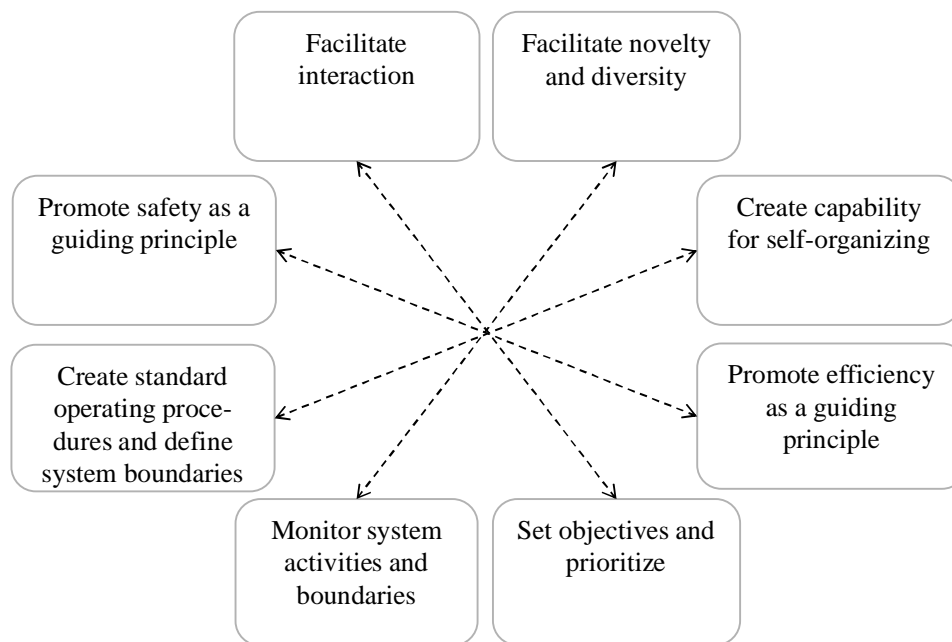 Facilitate
interaction
Facilitate novelty
and diversity
Promote safety as a
guiding principle
Create capability
for self-organizing
Create standard
operating proce-
dures and define
system boundaries
Promote efficiency
as a guiding
principle
Monitor system
activities and
boundaries
Set objectives and
prioritize